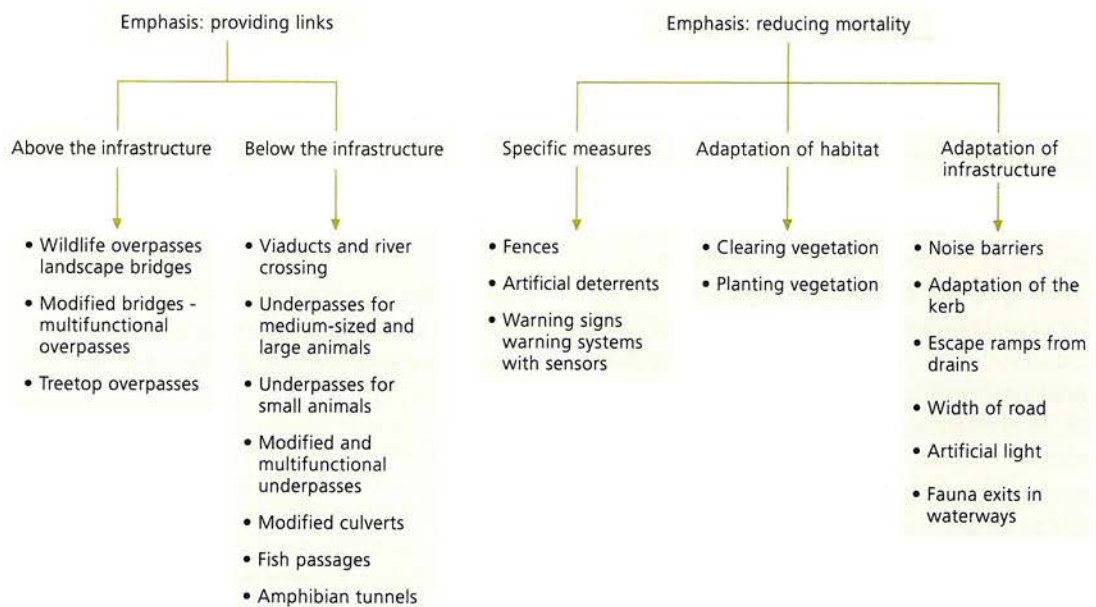 Emphasis: providing links
Above the infrastructure
• Wildlife overpasses
landscape bridges
• Modified bridges -
multifunctional
overpasses
• Treetop overpasses
Below the infrastructure
• Viaducts and river
crossing
• Underpasses for
medium-sized and
large animals
• Underpasses for
small animals
• Modified and
multifunctional
underpasses
• Modified culverts
• Fish passages
• Amphibian tunnels
Emphasis: reducing mortality
Specific measures
• Fences
• Artificial deterrents
• Warning signs
warning systems
with sensors
Adaptation of habitat
• Clearing vegetation
• Planting vegetation
Adaptation of
infrastructure
• Noise barriers
• Adaptation of the
kerb
• Escape ramps from
drains
• Width of road
• Artificial light
• Fauna exits in
waterways